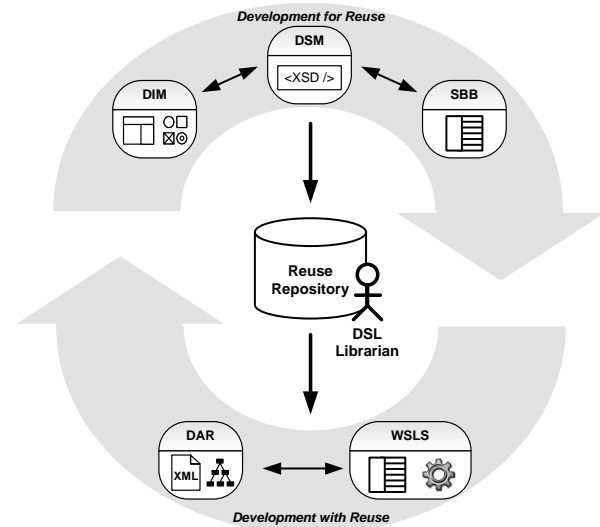 Development for Reuse
DSM
<XSD />
DIM
SBB
Reuse
Repository
DSL
Librarian
DAR
XML
WSLS
Development with Reuse